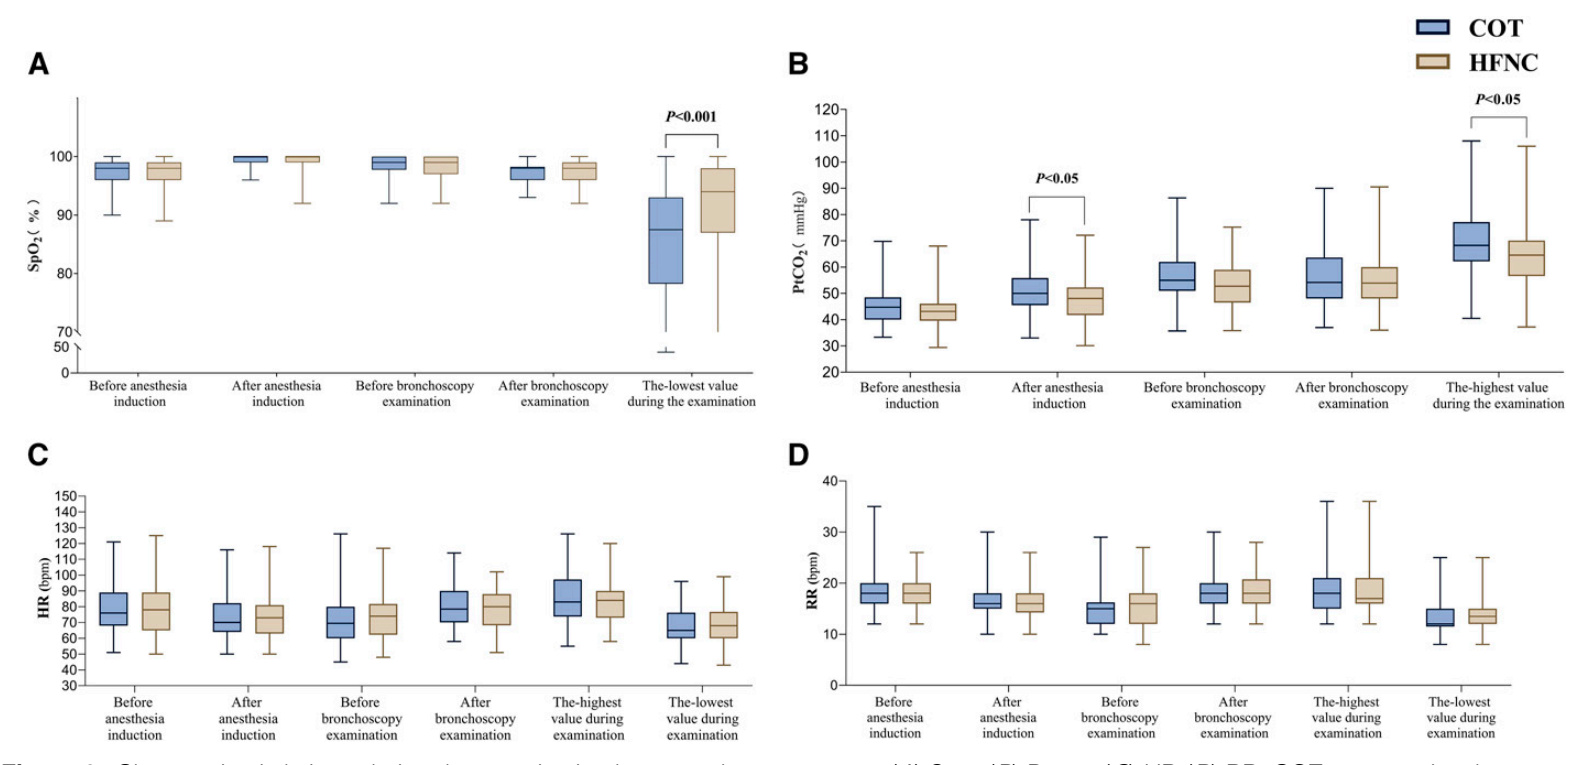 COT
HFNC
A
P<0.001
SpO2( % )
100
90
80
70
50
0
Before anesthesia
induction
After anesthesia
induction
Before bronchoscopy
examination
After bronchoscopy
examination
The-lowest value
during the examination
B
P<0.05
P<0.05
PtCO2( mmHg)
120
110
100
90
80
70
60
50
40
30
20
Before anesthesia
induction
After anesthesia
induction
Before bronchoscopy
examination
After bronchoscopy
examination
The-highest value
during the examination
C
HR (bpm)
150
140
130
120
110
100
90
80
70
60
50
40
30
Before
anesthesia
induction
After
anesthesia
induction
Before
bronchoscopy
examination
After
bronchoscopy
examination
The-highest
value during
examination
The-lowest
value during
examination
D
RR (bpm)
40
30
20
10
0
Before
anesthesia
induction
After
anesthesia
induction
Before
bronchoscopy
examination
After
bronchoscopy
examination
The-highest
value during
examination
The-lowest
value during
examination